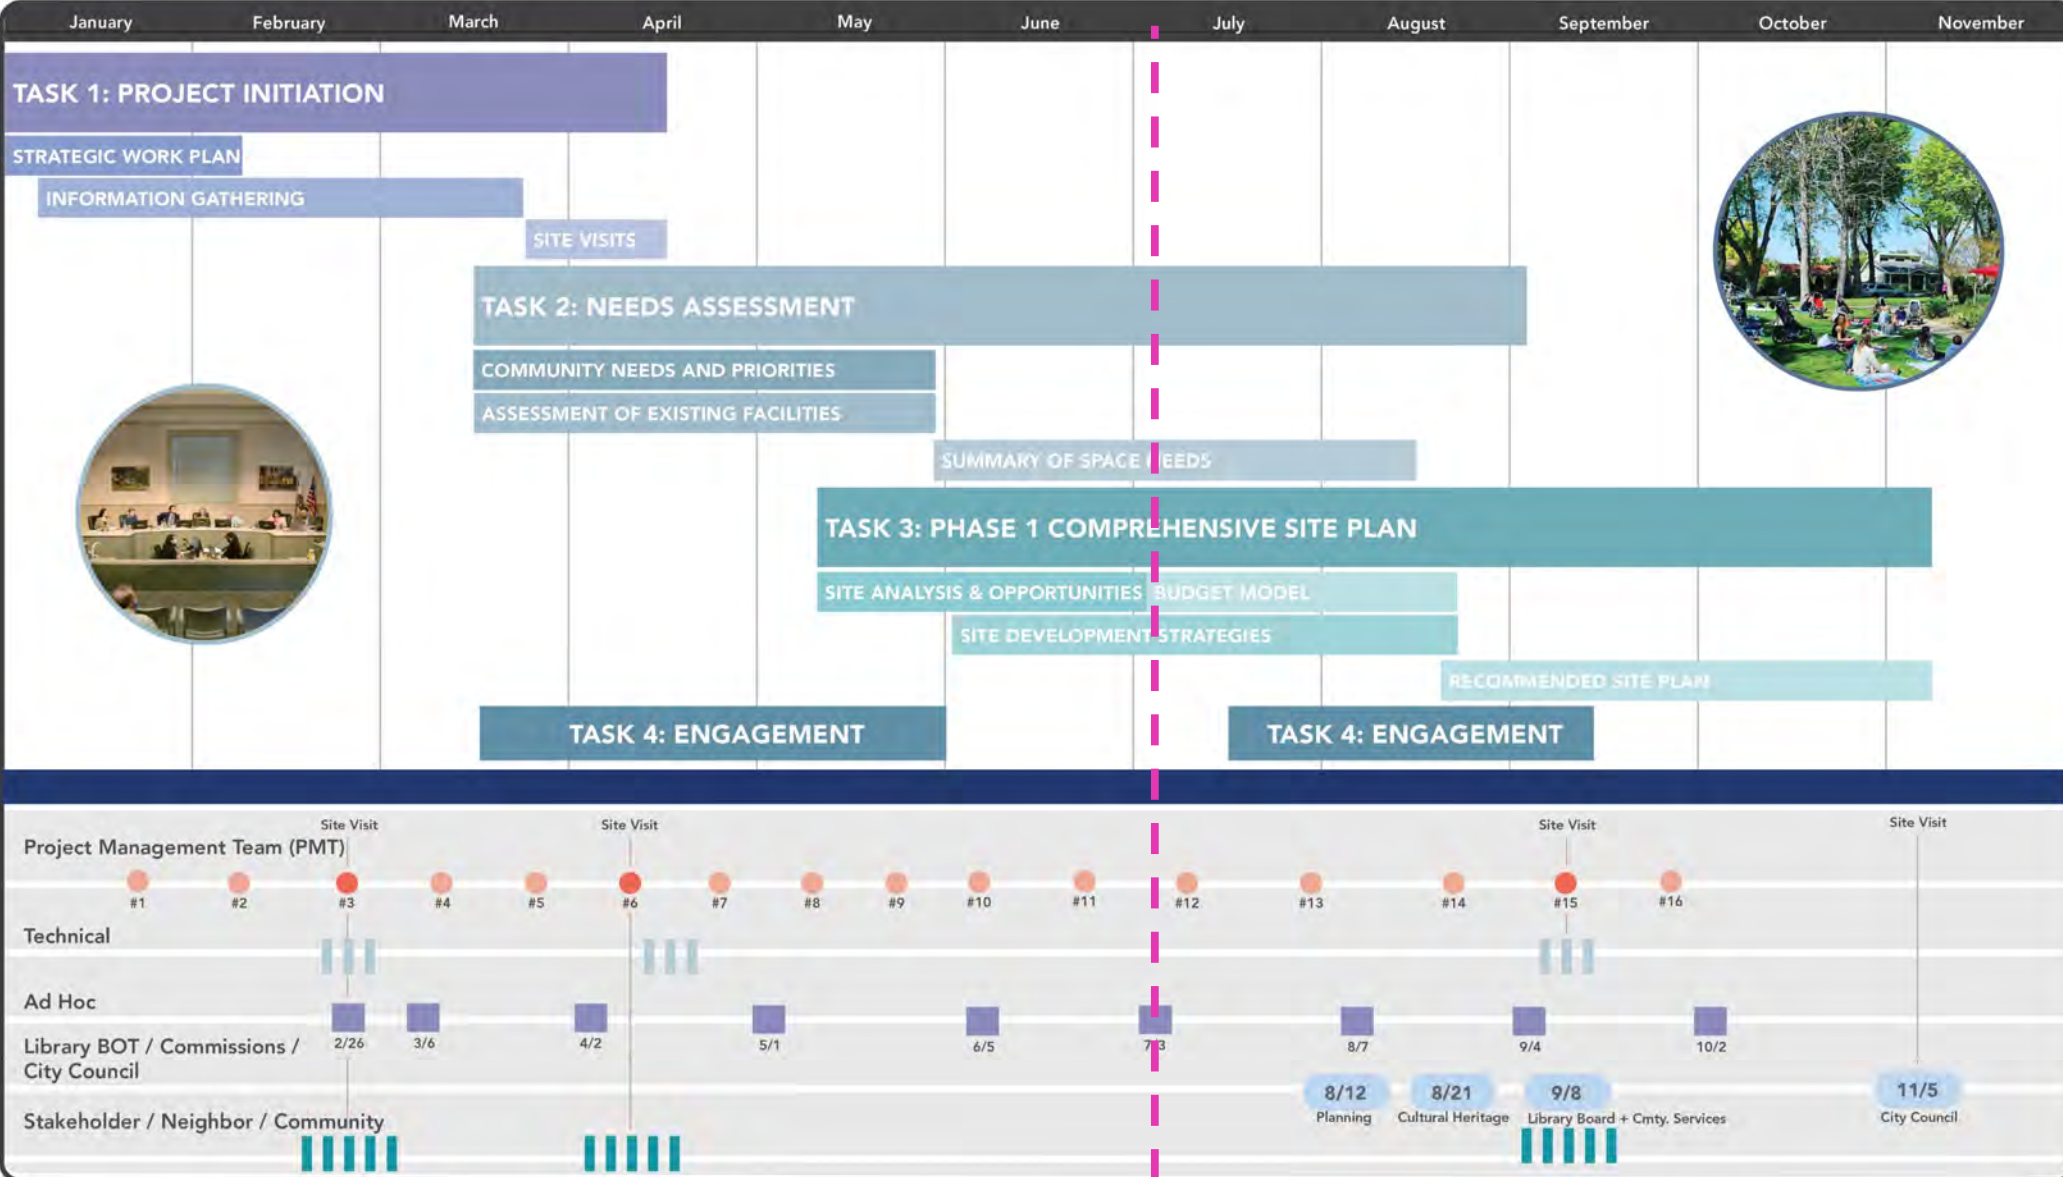 January February March April May June July August September October November
TASK 1: PROJECT INITIATION
STRATEGIC WORK PLAN
INFORMATION GATHERING
SITE VISITS
TASK 2: NEEDS ASSESSMENT
COMMUNITY NEEDS AND PRIORITIES
ASSESSMENT OF EXISTING FACILITIES
SUMMARY OF SPACE NEEDS
TASK 3: PHASE 1 COMPREHENSIVE SITE PLAN
SITE ANALYSIS & OPPORTUNITIES BUDGET MODEL
SITE DEVELOPMENT STRATEGIES
RECOMMENDED SITE PLAN
TASK 4: ENGAGEMENT TASK 4: ENGAGEMENT
Site Visit Site Visit Site Visit Site Visit
Project Management Team (PMT)
#1 #2 #3 #4 #5 #6 #7 #8 #9 #10 #11 #12 #13 #14 #15 #16
Technical
Ad Hoc
2/26 3/6 4/2 5/1 6/5 7/3 8/7 9/4 10/2
Library BOT / Commissions /
City Council
8/12 8/21 9/8 11/5
Planning Cultural Heritage Library Board + Cmty. Services City Council
Stakeholder / Neighbor / Community